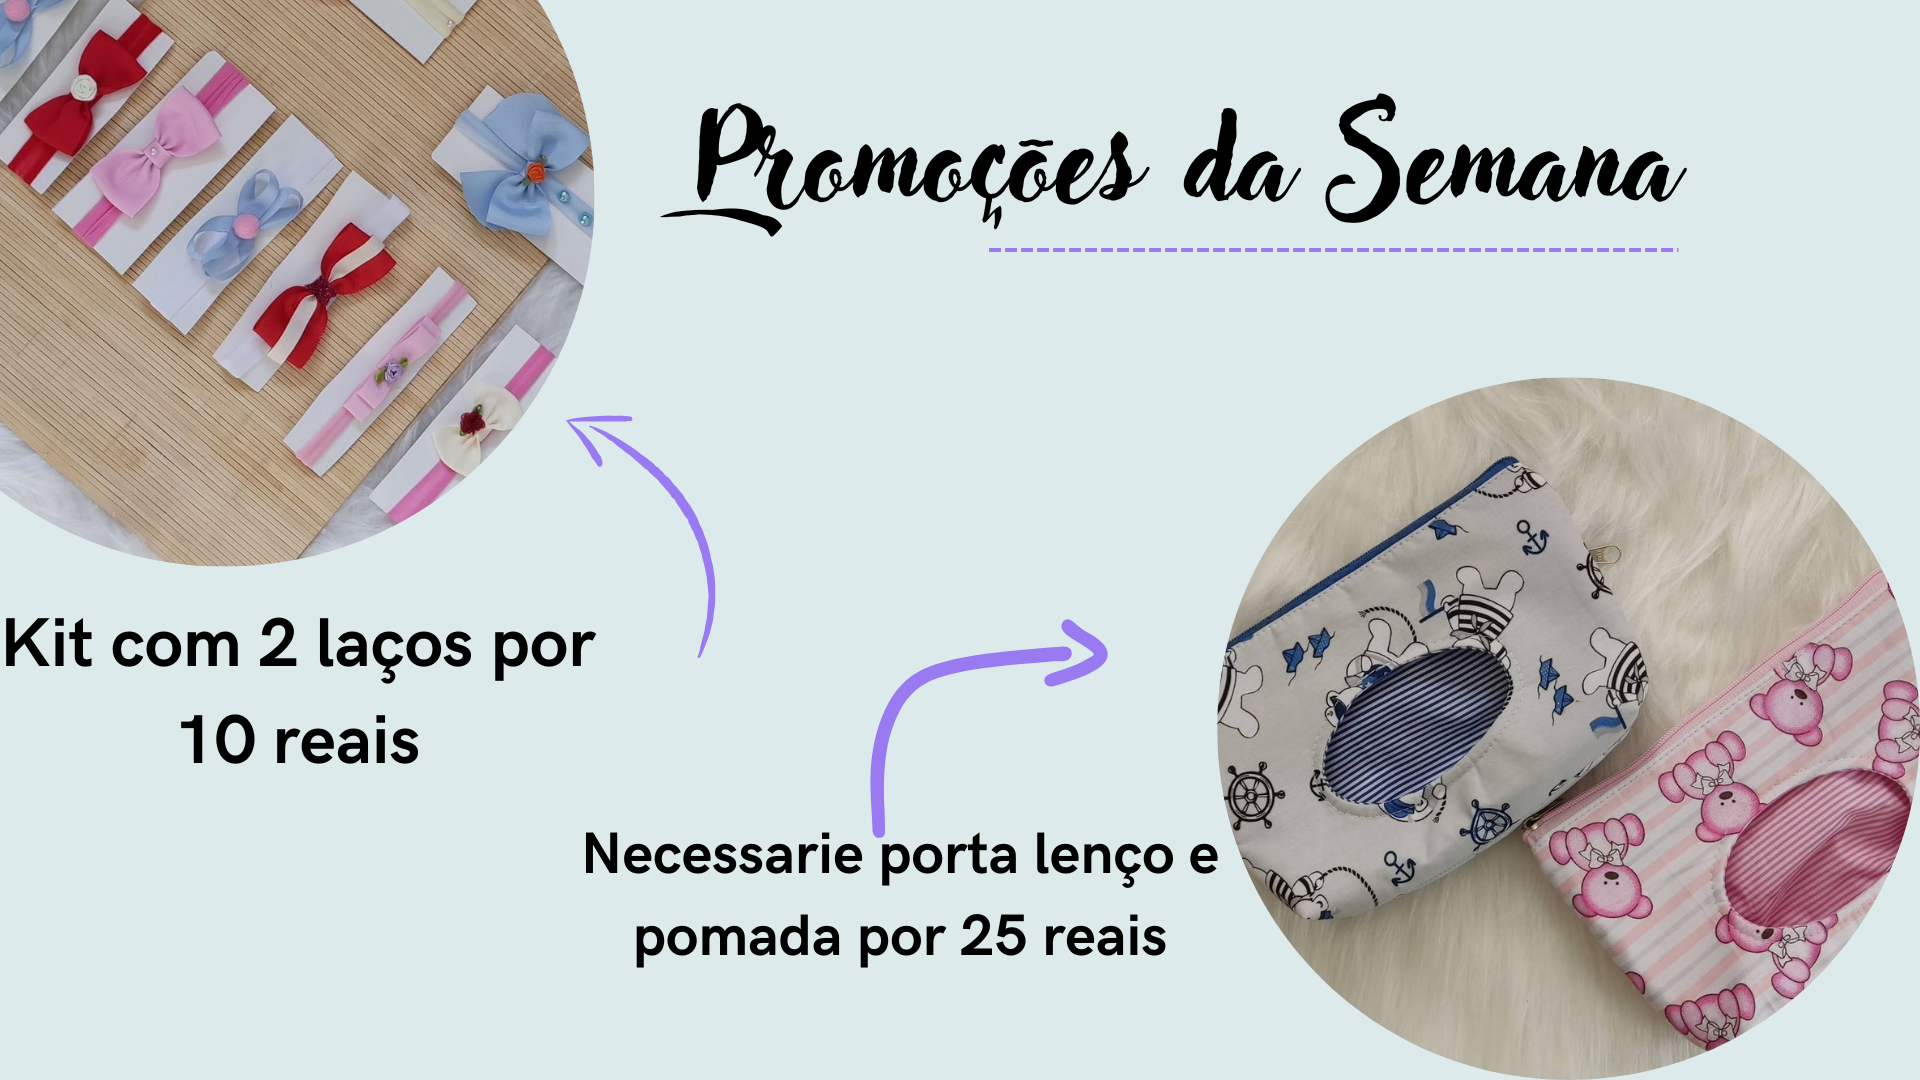 Promoções da Semana
Kit com 2 laços por
10 reais
Necessarie porta lenço e
pomada por 25 reais